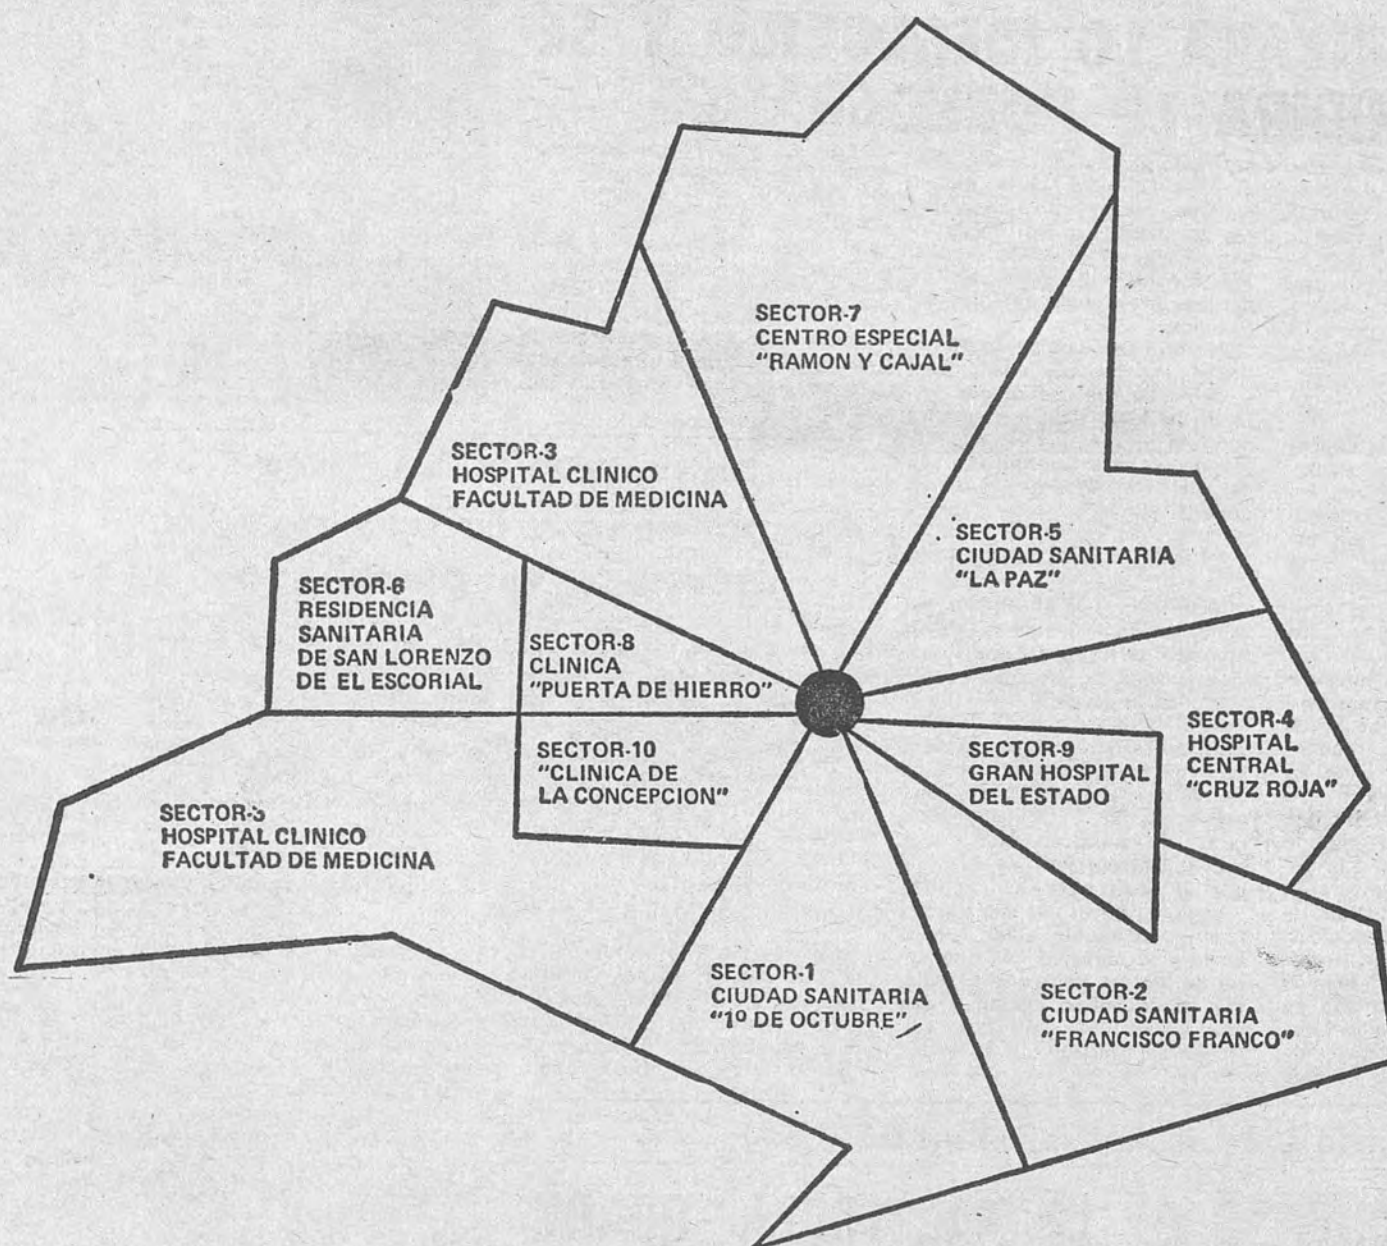 SECTOR-7
CENTRO ESPECIAL
"RAMON Y CAJAL"
SECTOR-3
HOSPITAL CLINICO
FACULTAD DE MEDICINA
SECTOR-5
CIUDAD SANITARIA
"LA PAZ"
SECTOR-6
RESIDENCIA
SANITARIA
DE SAN LORENZO
DE EL ESCORIAL
SECTOR-8
CLINICA
"PUERTA DE HIERRO"
SECTOR-4
HOSPITAL
CENTRAL
"CRUZ ROJA"
SECTOR-9
GRAN HOSPITAL
DEL ESTADO
SECTOR-10
"CLINICA DE
LA CONCEPCION"
SECTOR-3
HOSPITAL CLINICO
FACULTAD DE MEDICINA
SECTOR-1
CIUDAD SANITARIA
"1º DE OCTUBRE"
SECTOR-2
CIUDAD SANITARIA
"FRANCISCO FRANCO"